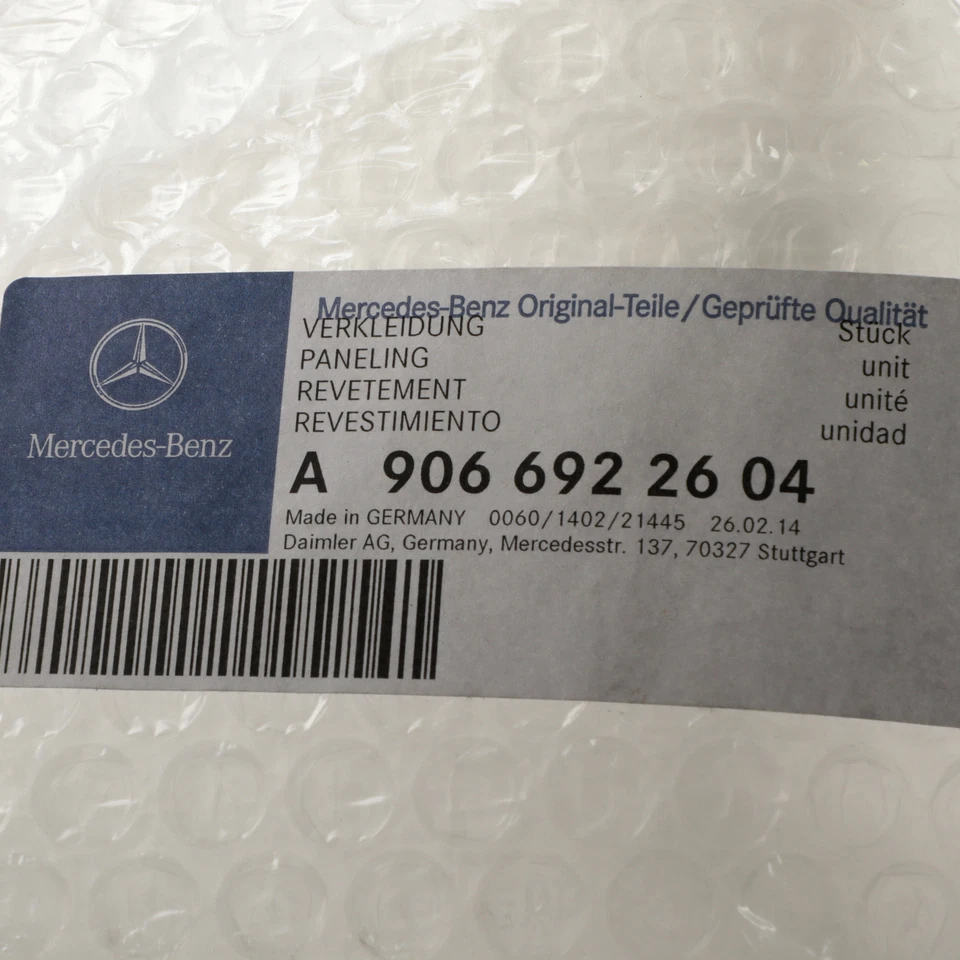 Mercedes-Benz Original-Teile/Geprüfte Qualität
VERKLEIDUNG Stück
PANELING unit
REVETEMENT unité
REVESTIMIENTO unidad
Mercedes-Benz
A 906 692 26 04
Made in GERMANY 0060/1402/21445 26.02.14
Daimler AG, Germany, Mercedesstr. 137, 70327 Stuttgart